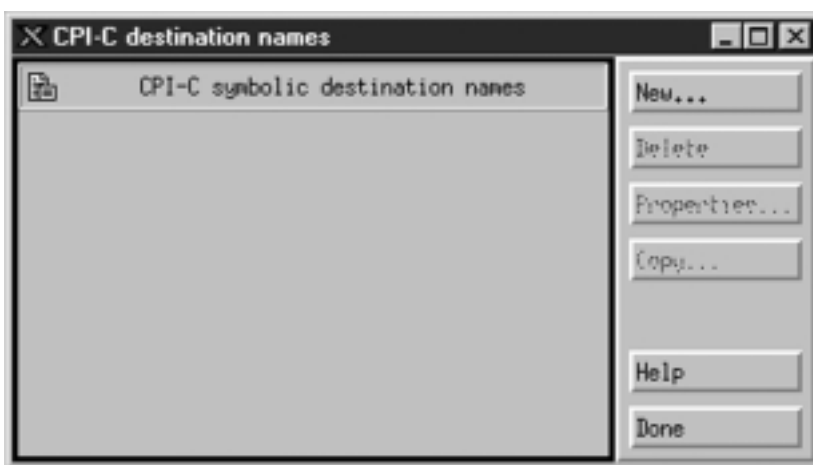 CPI-C destination names
CPI-C symbolic destination names
New...
Delete
Properties...
Copy...
Help
Done